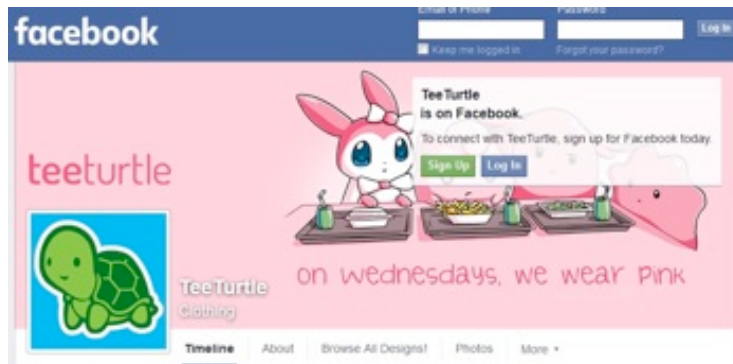 Email or Phone
Password
facebook
Log In
Keep me logged in
Forgot your password?
TeeTurtle
is on Facebook.
To connect with TeeTurtle, sign up for Facebook today.
Sign Up
Log In
teeturtle
on wednesdays, we wear pink
TeeTurtle
Clothing
Timeline
About
Browse All Designs!
Photos
More